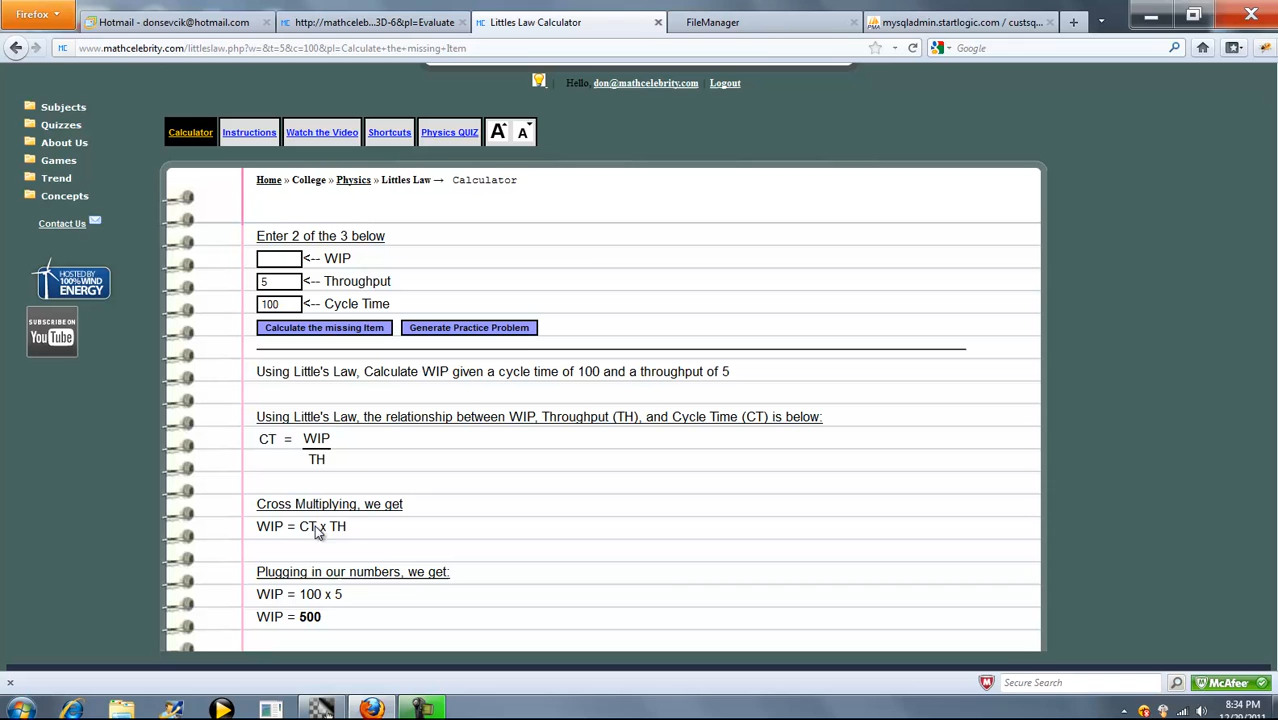 Firefox
Hotmail - donsevcik@hotmail.com
http://mathceleb...3D-6&pl=Evaluate
Littles Law Calculator
FileManager
mysqladmin.startlogic.com / custsq...
www.mathcelebrity.com/littleslaw.php?w=&t=5&c=100&pl=Calculate+the+missing+Item
Google
Hello, don@mathcelebrity.com | Logout
Subjects
Quizzes
About Us
Games
Trend
Concepts
Contact Us
HOSTED BY
100% WIND
ENERGY
SUBSCRIBE ON
YouTube
Calculator
Instructions
Watch the Video
Shortcuts
Physics QUIZ
A A
Home » College » Physics » Littles Law → Calculator
Enter 2 of the 3 below
<-- WIP
5 <-- Throughput
100 <-- Cycle Time
Calculate the missing Item
Generate Practice Problem
Using Little's Law, Calculate WIP given a cycle time of 100 and a throughput of 5
Using Little's Law, the relationship between WIP, Throughput (TH), and Cycle Time (CT) is below:
CT = WIP
TH
Cross Multiplying, we get
WIP = CT x TH
Plugging in our numbers, we get:
WIP = 100 x 5
WIP = 500
Secure Search
McAfee
8:34 PM
12/29/2011